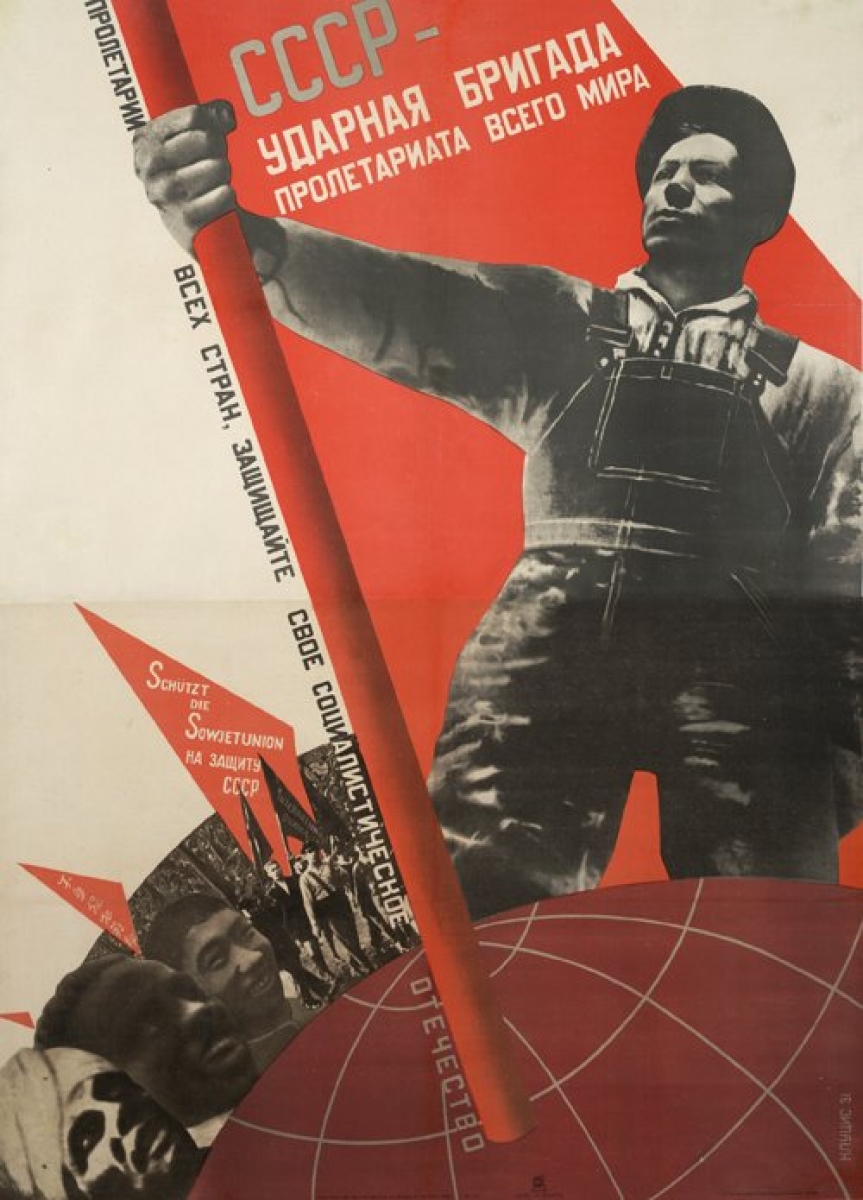 СССР-
УДАРНАЯ БРИГАДА
ПРОЛЕТАРИАТА ВСЕГО МИРА
ПРОЛЕТАРИИ ВСЕХ СТРАН, ЗАЩИЩАЙТЕ СВОЕ СОЦИАЛИСТИЧЕСКОЕ ОТЕЧЕСТВО
SCHÜTZT
DIE
SOWJETUNION
НА ЗАЩИТУ
СССР
КЛУЦИС 31